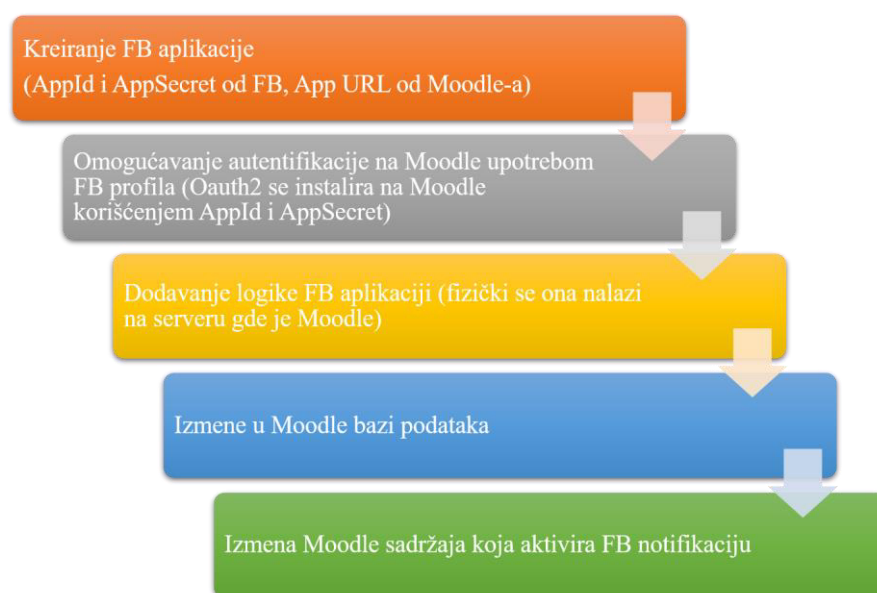 Kreiranje FB aplikacije
(AppId i AppSecret od FB, App URL od Moodle-a)
Omogućavanje autentifikacije na Moodle upotrebom
FB profila (Oauth2 se instalira na Moodle
korišćenjem AppId i AppSecret)
Dodavanje logike FB aplikaciji (fizički se ona nalazi
na serveru gde je Moodle)
Izmene u Moodle bazi podataka
Izmena Moodle sadržaja koja aktivira FB notifikaciju